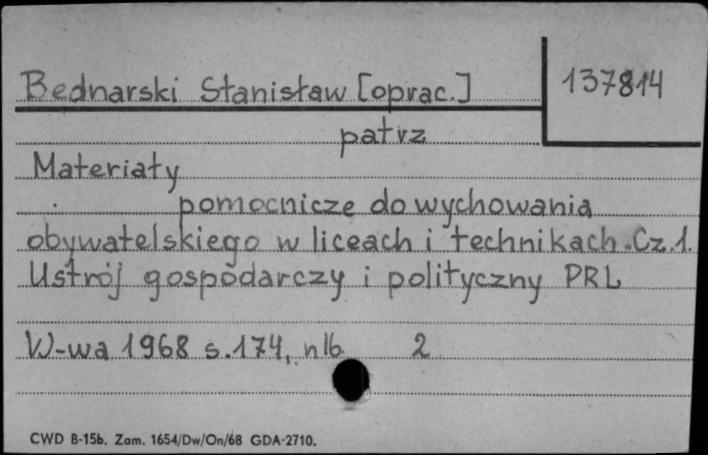 Bednarski Stanisław [oprac.]
137814
patrz
Materiały
pomocnicze do wychowania
obywatelskiego w liceach i technikach. Cz. 1.
Ustrój gospodarczy i polityczny PRL
W-wa 1968 s. 174, nlb 2
CWD B-15b. Zam. 1654/Dw/On/68 GDA-2710.